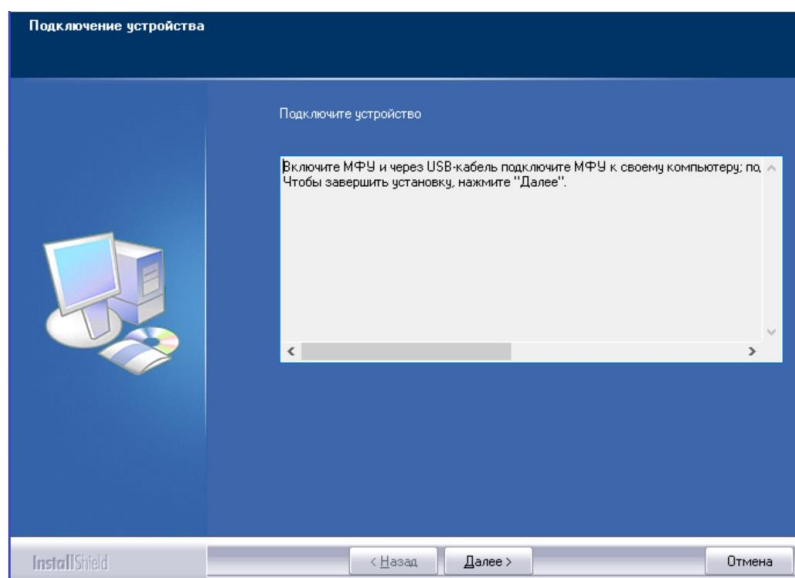 Подключение устройства
Подключите устройство
Включите МФУ и через USB-кабель подключите МФУ к своему компьютеру; по
Чтобы завершить установку, нажмите "Далее".
InstallShield
< Назад
Далее >
Отмена